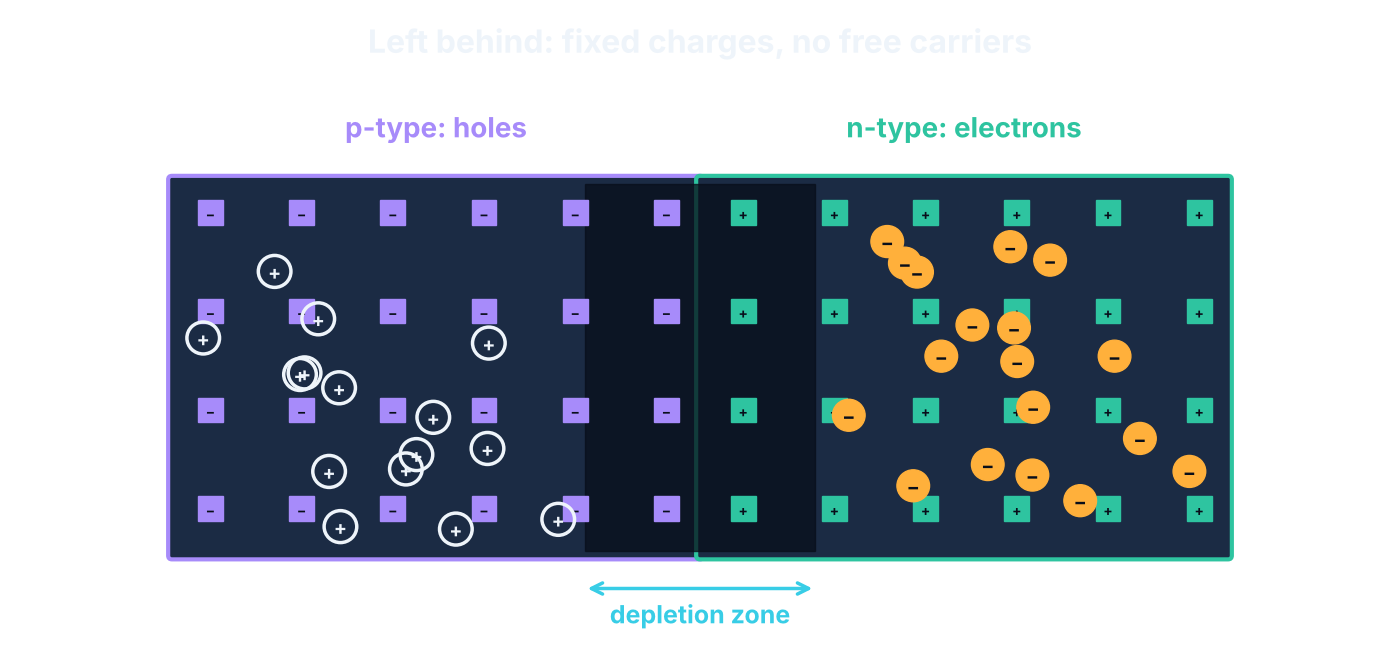 Left behind: fixed charges, no free carriers
p-type: holes
n-type: electrons
depletion zone